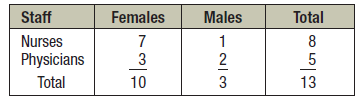 Staff Females Males Total
Nurses 7 1 8
Physicians 3 2 5
Total 10 3 13